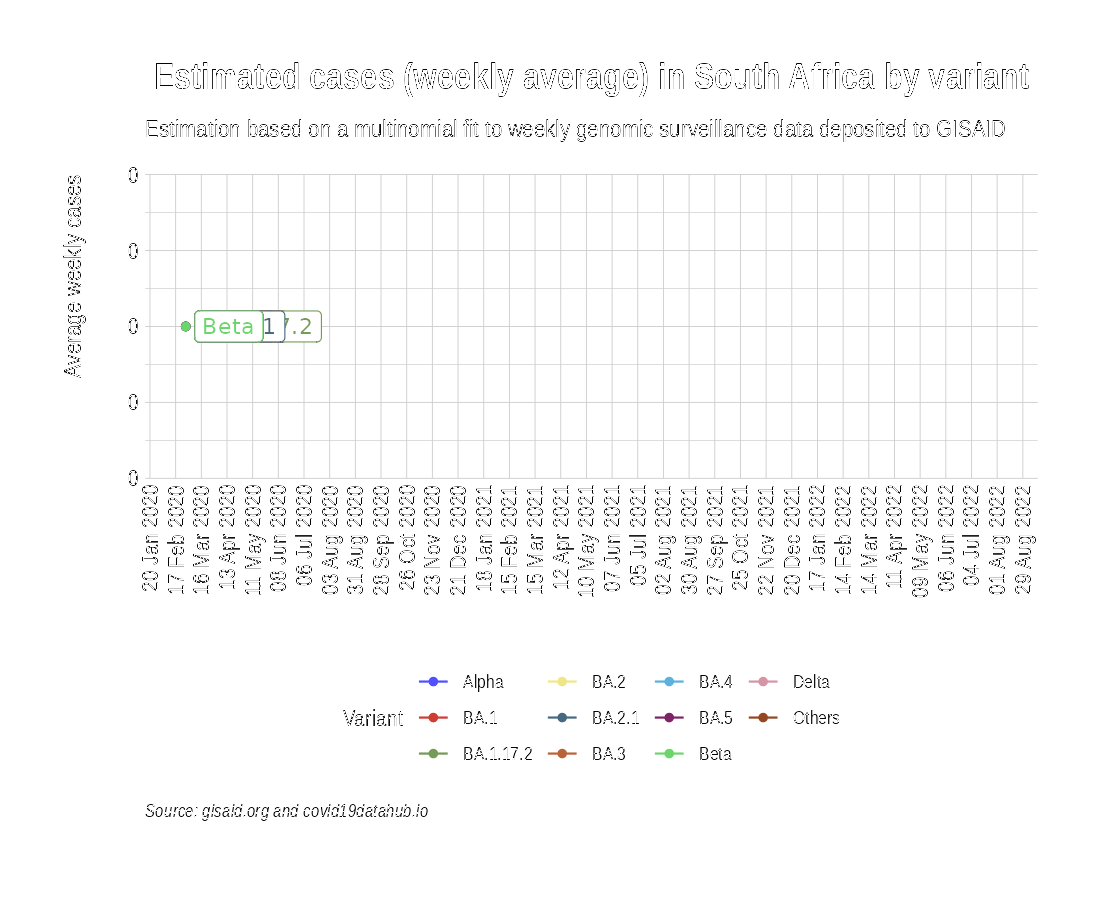 Estimated cases (weekly average) in South Africa by variant
Estimation based on a multinomial fit to weekly genomic surveillance data deposited to GISAID
Average weekly cases
0
0
0
0
0
Beta
1
7.2
20 Jan 2020
17 Feb 2020
16 Mar 2020
13 Apr 2020
11 May 2020
08 Jun 2020
06 Jul 2020
03 Aug 2020
31 Aug 2020
28 Sep 2020
26 Oct 2020
23 Nov 2020
21 Dec 2020
18 Jan 2021
15 Feb 2021
15 Mar 2021
12 Apr 2021
10 May 2021
07 Jun 2021
05 Jul 2021
02 Aug 2021
30 Aug 2021
27 Sep 2021
25 Oct 2021
22 Nov 2021
20 Dec 2021
17 Jan 2022
14 Feb 2022
14 Mar 2022
11 Apr 2022
09 May 2022
06 Jun 2022
04 Jul 2022
01 Aug 2022
29 Aug 2022
Variant
Alpha
BA.1
BA.1.17.2
BA.2
BA.2.1
BA.3
BA.4
BA.5
Beta
Delta
Others
Source: gisaid.org and covid19datahub.io